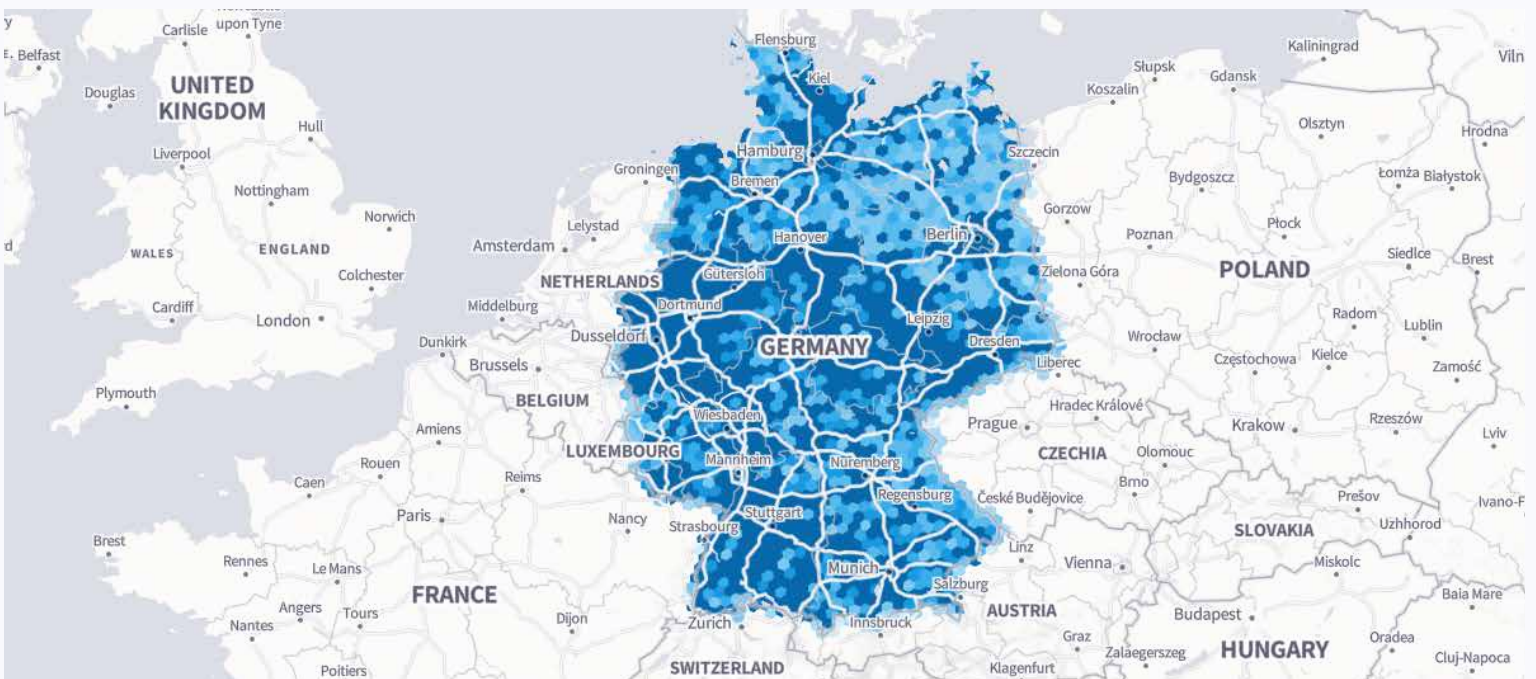 Carlisle
upon Tyne
Belfast
Douglas
UNITED
KINGDOM
Hull
Liverpool
Nottingham
Norwich
WALES
ENGLAND
Colchester
Cardiff
London
Plymouth
Flensburg
Kiel
Hamburg
Groningen
Bremen
Lelystad
Amsterdam
Hanover
Berlin
NETHERLANDS
Gütersloh
Middelburg
Dortmund
Dusseldorf
Leipzig
GERMANY
Dresden
Dunkirk
Brussels
BELGIUM
Wiesbaden
LUXEMBOURG
Mannheim
Nuremberg
Regensburg
Stuttgart
Strasbourg
Munich
Salzburg
Zurich
Innsbruck
SWITZERLAND
Amiens
Rouen
Caen
Reims
Paris
Nancy
Brest
Rennes
Le Mans
FRANCE
Angers
Tours
Nantes
Dijon
Poitiers
Kaliningrad
Viln
Słupsk
Gdansk
Koszalin
Olsztyn
Hrodna
Szczecin
Bydgoszcz
Łomża
Białystok
Gorzow
Płock
Poznan
Siedlce
Brest
Zielona Góra
POLAND
Radom
Lublin
Wrocław
Częstochowa
Kielce
Zamość
Liberec
Hradec Králové
Prague
Krakow
Rzeszów
Lviv
CZECHIA
Olomouc
Brno
České Budějovice
Prešov
Ivano-F
Uzhhorod
SLOVAKIA
Linz
Vienna
Miskolc
AUSTRIA
Budapest
Baia Mare
Graz
Zalaegerszeg
HUNGARY
Oradea
Cluj-Napoca
Klagenfurt